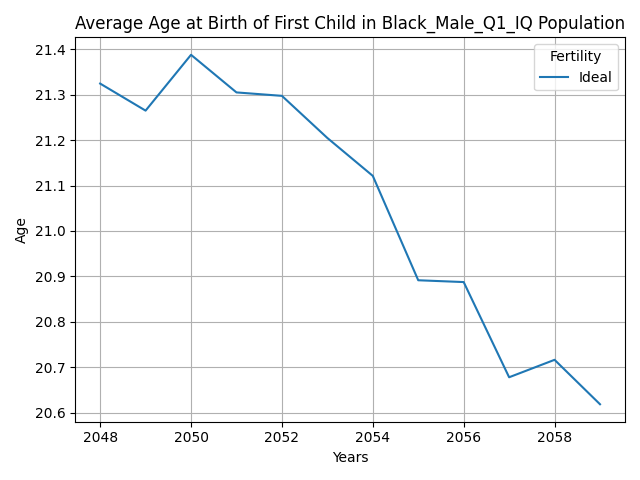 Average Age at Birth of First Child in Black_Male_Q1_IQ Population
Fertility
Ideal
21.4
21.3
21.2
21.1
21.0
20.9
20.8
20.7
20.6
Age
2048 2050 2052 2054 2056 2058
Years